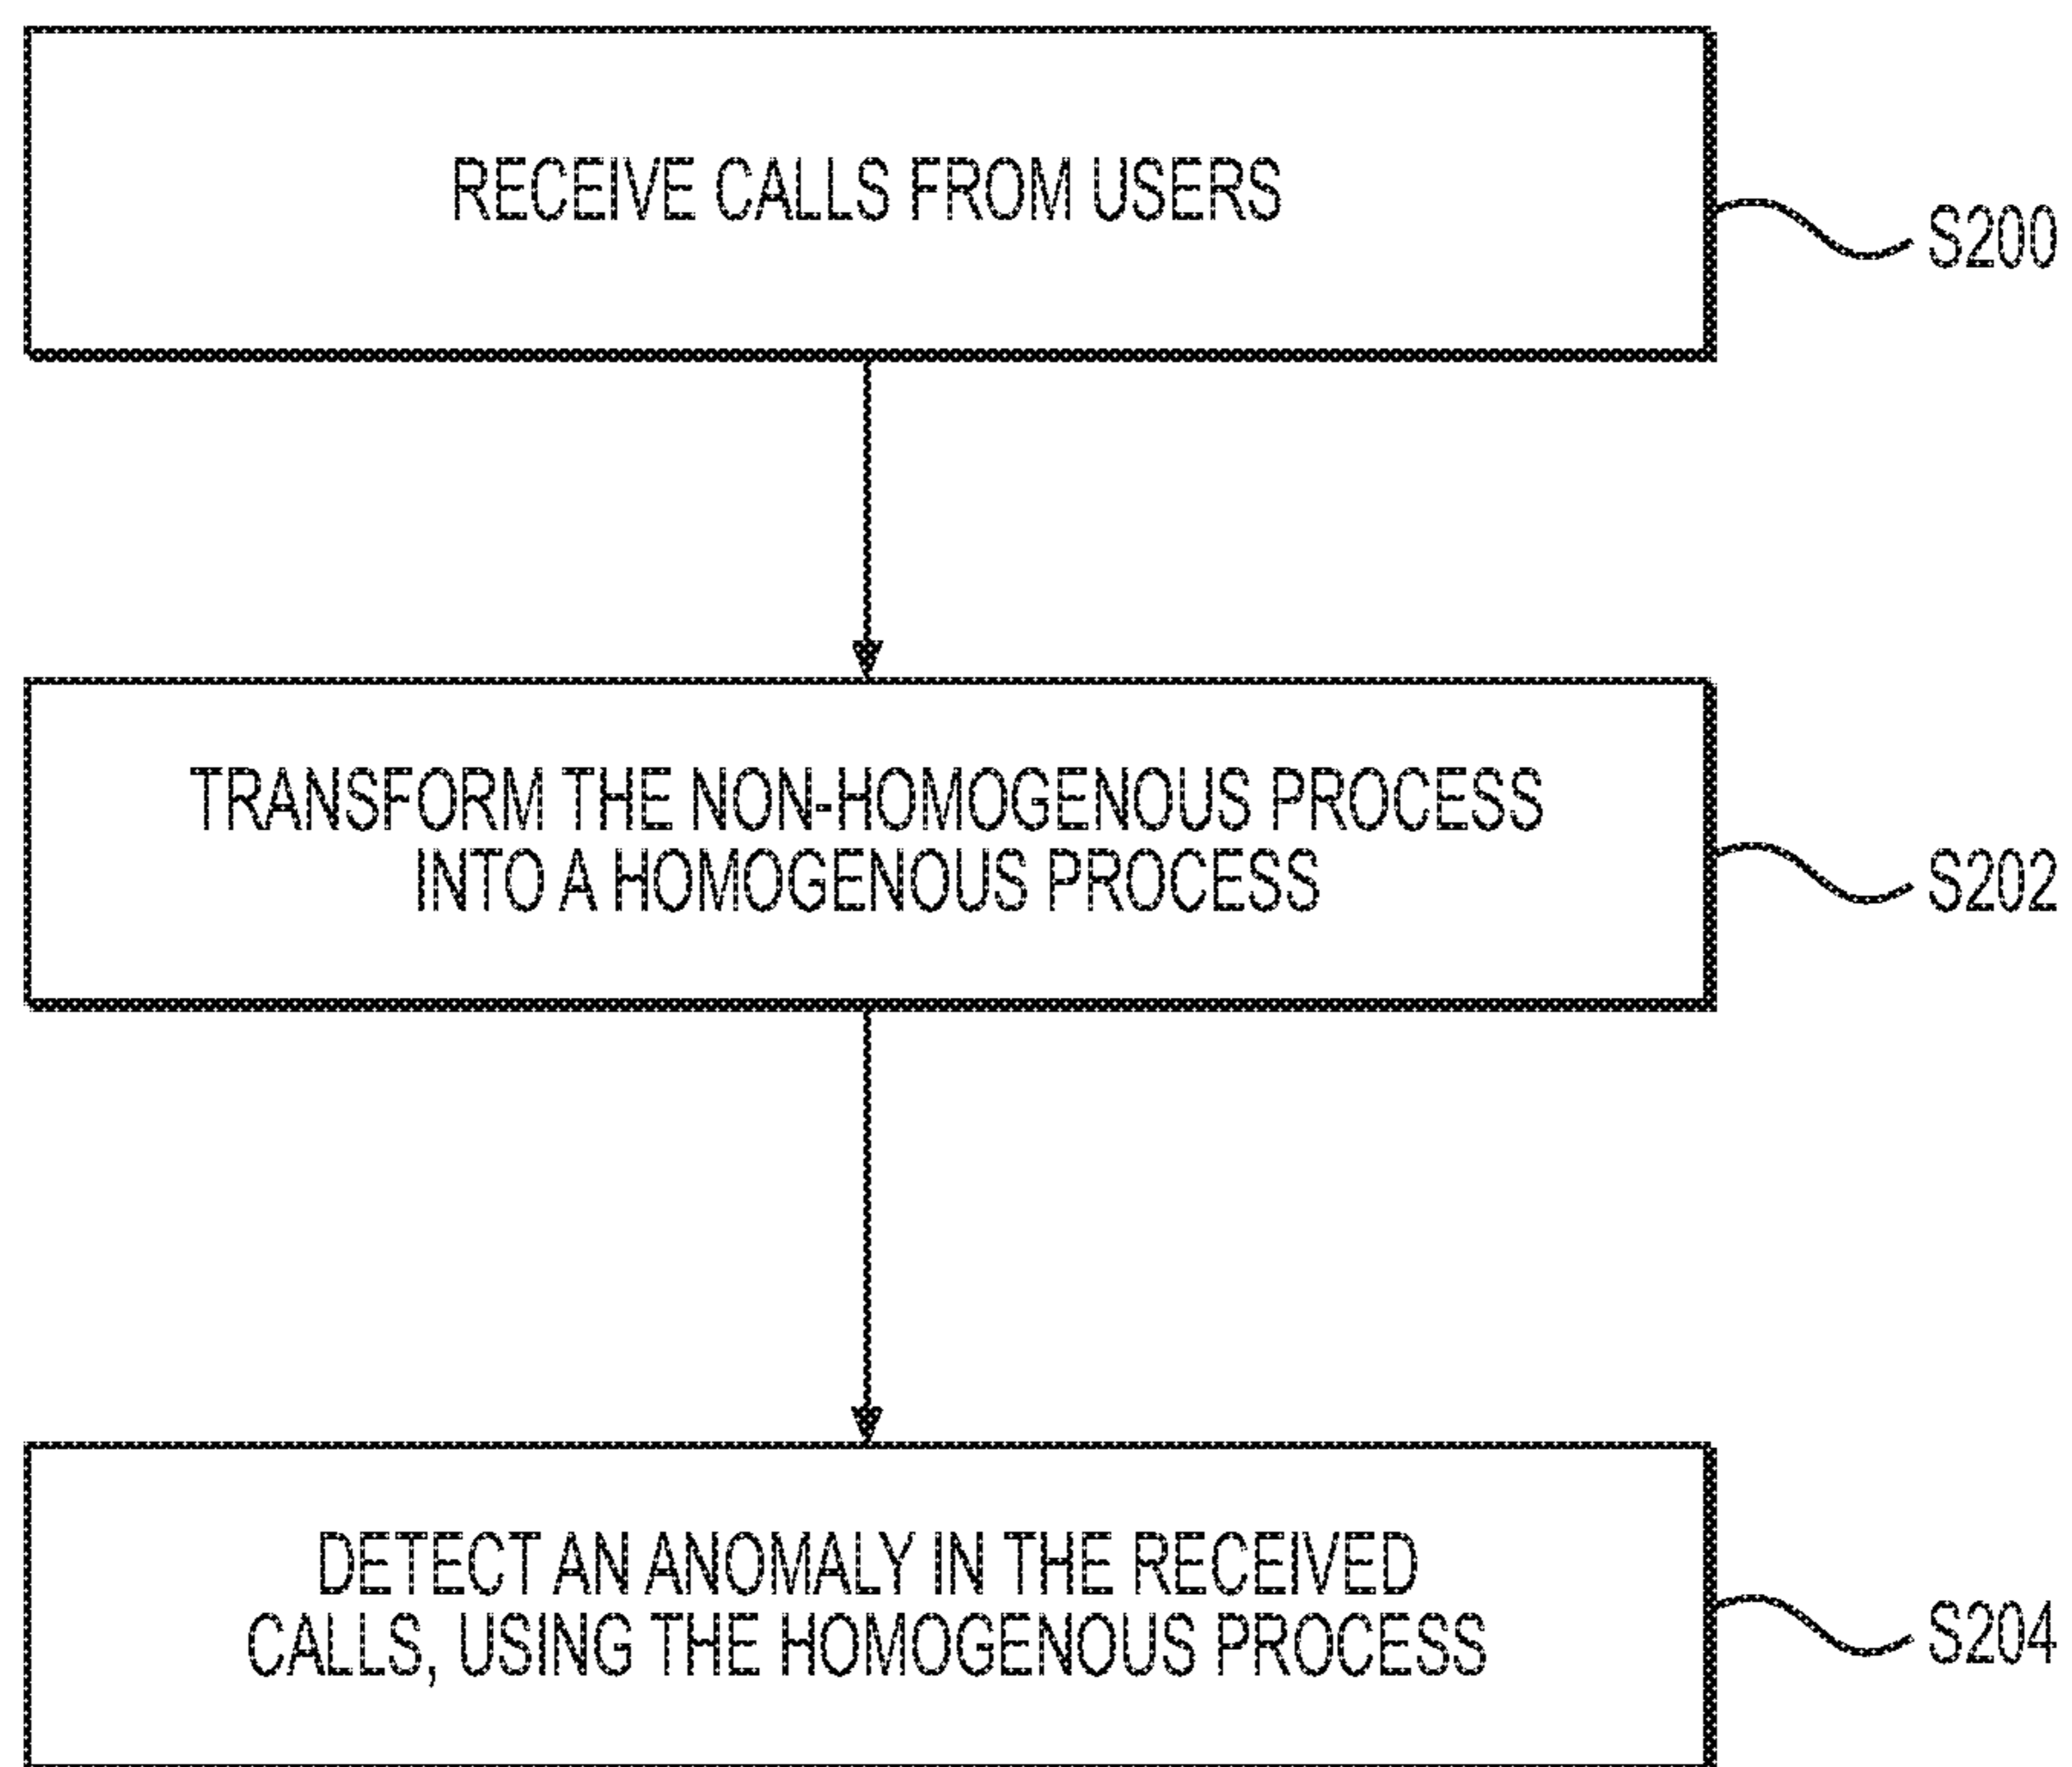 RECEIVE CALLS FROM USERS
S200
TRANSFORM THE NON-HOMOGENOUS PROCESS
INTO A HOMOGENOUS PROCESS
S202
DETECT AN ANOMALY IN THE RECEIVED
CALLS, USING THE HOMOGENOUS PROCESS
S204